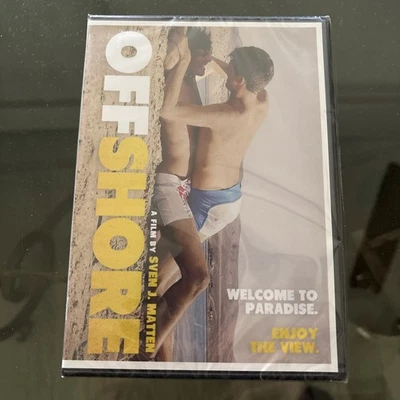 OFFSHORE
A FILM BY SVEN J. MATTEN
WELCOME TO
PARADISE.
ENJOY
THE VIEW.